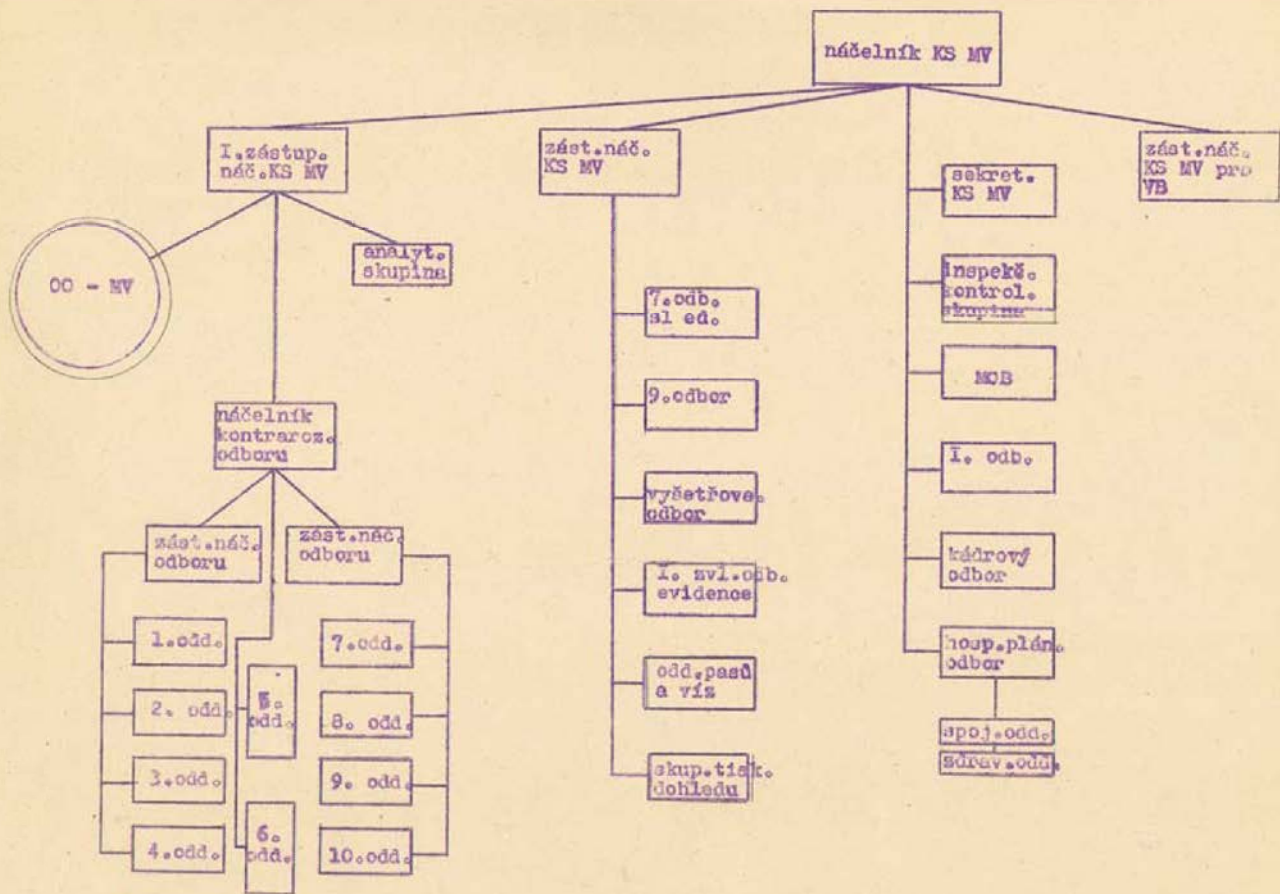 náčelník KS MV
I.zástup.
náč.KS MV
zást.náč.
KS MV
zást.náč.
KS MV pro
VB
OO - MV
analyt.
skupina
náčelník
kontraroz.
odboru
zást.náč.
odboru
zást.náč.
odboru
1.odd.
2. odd.
3.odd.
4.odd.
5.
odd.
6.
odd.
7.odd.
8. odd.
9. odd.
10.odd.
7.odb.
sl ed.
9.odbor
vyšetřova.
odbor
I. zvl.odb.
evidence
odd.pasů
a víz
skup.tisk.
dohledu
sekret.
KS MV
inspekč.
kontrol.
skupina
MOB
I. odb.
kádrový
odbor
hosp.plán.
odbor
spoj.odd.
zdrav.odd.